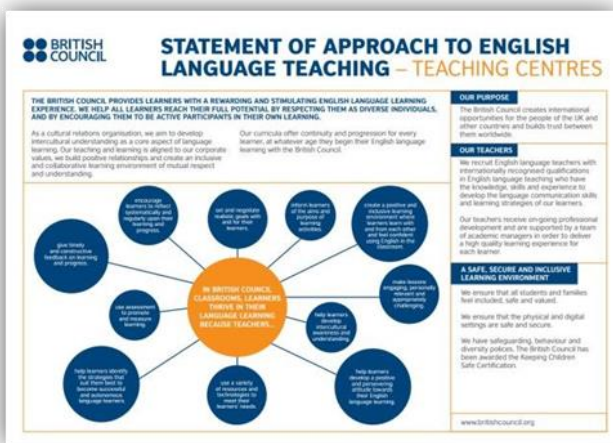 BRITISH
COUNCIL
STATEMENT OF APPROACH TO ENGLISH
LANGUAGE TEACHING – TEACHING CENTRES
THE BRITISH COUNCIL PROVIDES LEARNERS WITH A REWARDING AND STIMULATING ENGLISH LANGUAGE LEARNING
EXPERIENCE. WE HELP ALL LEARNERS REACH THEIR FULL POTENTIAL BY RESPECTING THEM AS DIVERSE INDIVIDUALS,
AND BY ENCOURAGING THEM TO BE ACTIVE PARTICIPANTS IN THEIR OWN LEARNING.
As a cultural relations organisation, we aim to develop
intercultural understanding as a core aspect of language
learning. Our teaching and learning is aligned to our corporate
values, we build positive relationships and create an inclusive
and collaborative learning environment of mutual respect
and understanding.
Our curricula offer continuity and progression for every
learner, at whatever age they begin their English language
learning with the British Council.
encourage
learners to reflect
systematically and
regularly upon their
learning and
progress.
set and negotiate
realistic goals with
and for their
learners.
inform learners
of the aims and
purpose of
learning
activities.
create a positive and
inclusive learning
environment where
learners learn with
and from each other
and feel confident
using English in the
classroom.
give timely
and constructive
feedback on learning
and progress.
IN BRITISH COUNCIL
CLASSROOMS, LEARNERS
THRIVE IN THEIR
LANGUAGE LEARNING
BECAUSE TEACHERS...
make lessons
engaging, personally
relevant and
appropriately
challenging.
use assessment
to promote
and measure
learning.
help learners
develop
intercultural
awareness and
understanding.
help learners identify
the strategies that
suit them best to
become successful
and autonomous
language learners.
use a variety
of resources and
technologies to
meet their
learners' needs.
help learners
develop a positive
and persevering
attitude towards
their English
language learning.
OUR PURPOSE
The British Council creates international
opportunities for the people of the UK and
other countries and builds trust between
them worldwide.
OUR TEACHERS
We recruit English language teachers with
internationally recognised qualifications
in English language teaching who have
the knowledge, skills and experience to
develop the language communication skills
and learning strategies of our learners.
Our teachers receive on-going professional
development and are supported by a team
of academic managers in order to deliver
a high quality learning experience for
each learner.
A SAFE, SECURE AND INCLUSIVE
LEARNING ENVIRONMENT
We ensure that all students and families
feel included, safe and valued.
We ensure that the physical and digital
settings are safe and secure.
We have safeguarding, behaviour and
diversity policies. The British Council has
been awarded the Keeping Children
Safe Certification.
www.britishcouncil.org